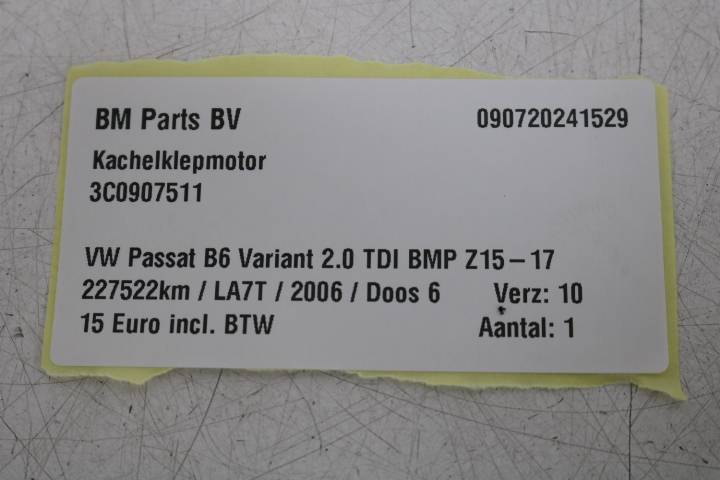 BM Parts BV 090720241529
Kachelklepmotor
3C0907511
VW Passat B6 Variant 2.0 TDI BMP Z15-17
227522km / LA7T / 2006 / Doos 6 Verz: 10
15 Euro incl. BTW Aantal: 1